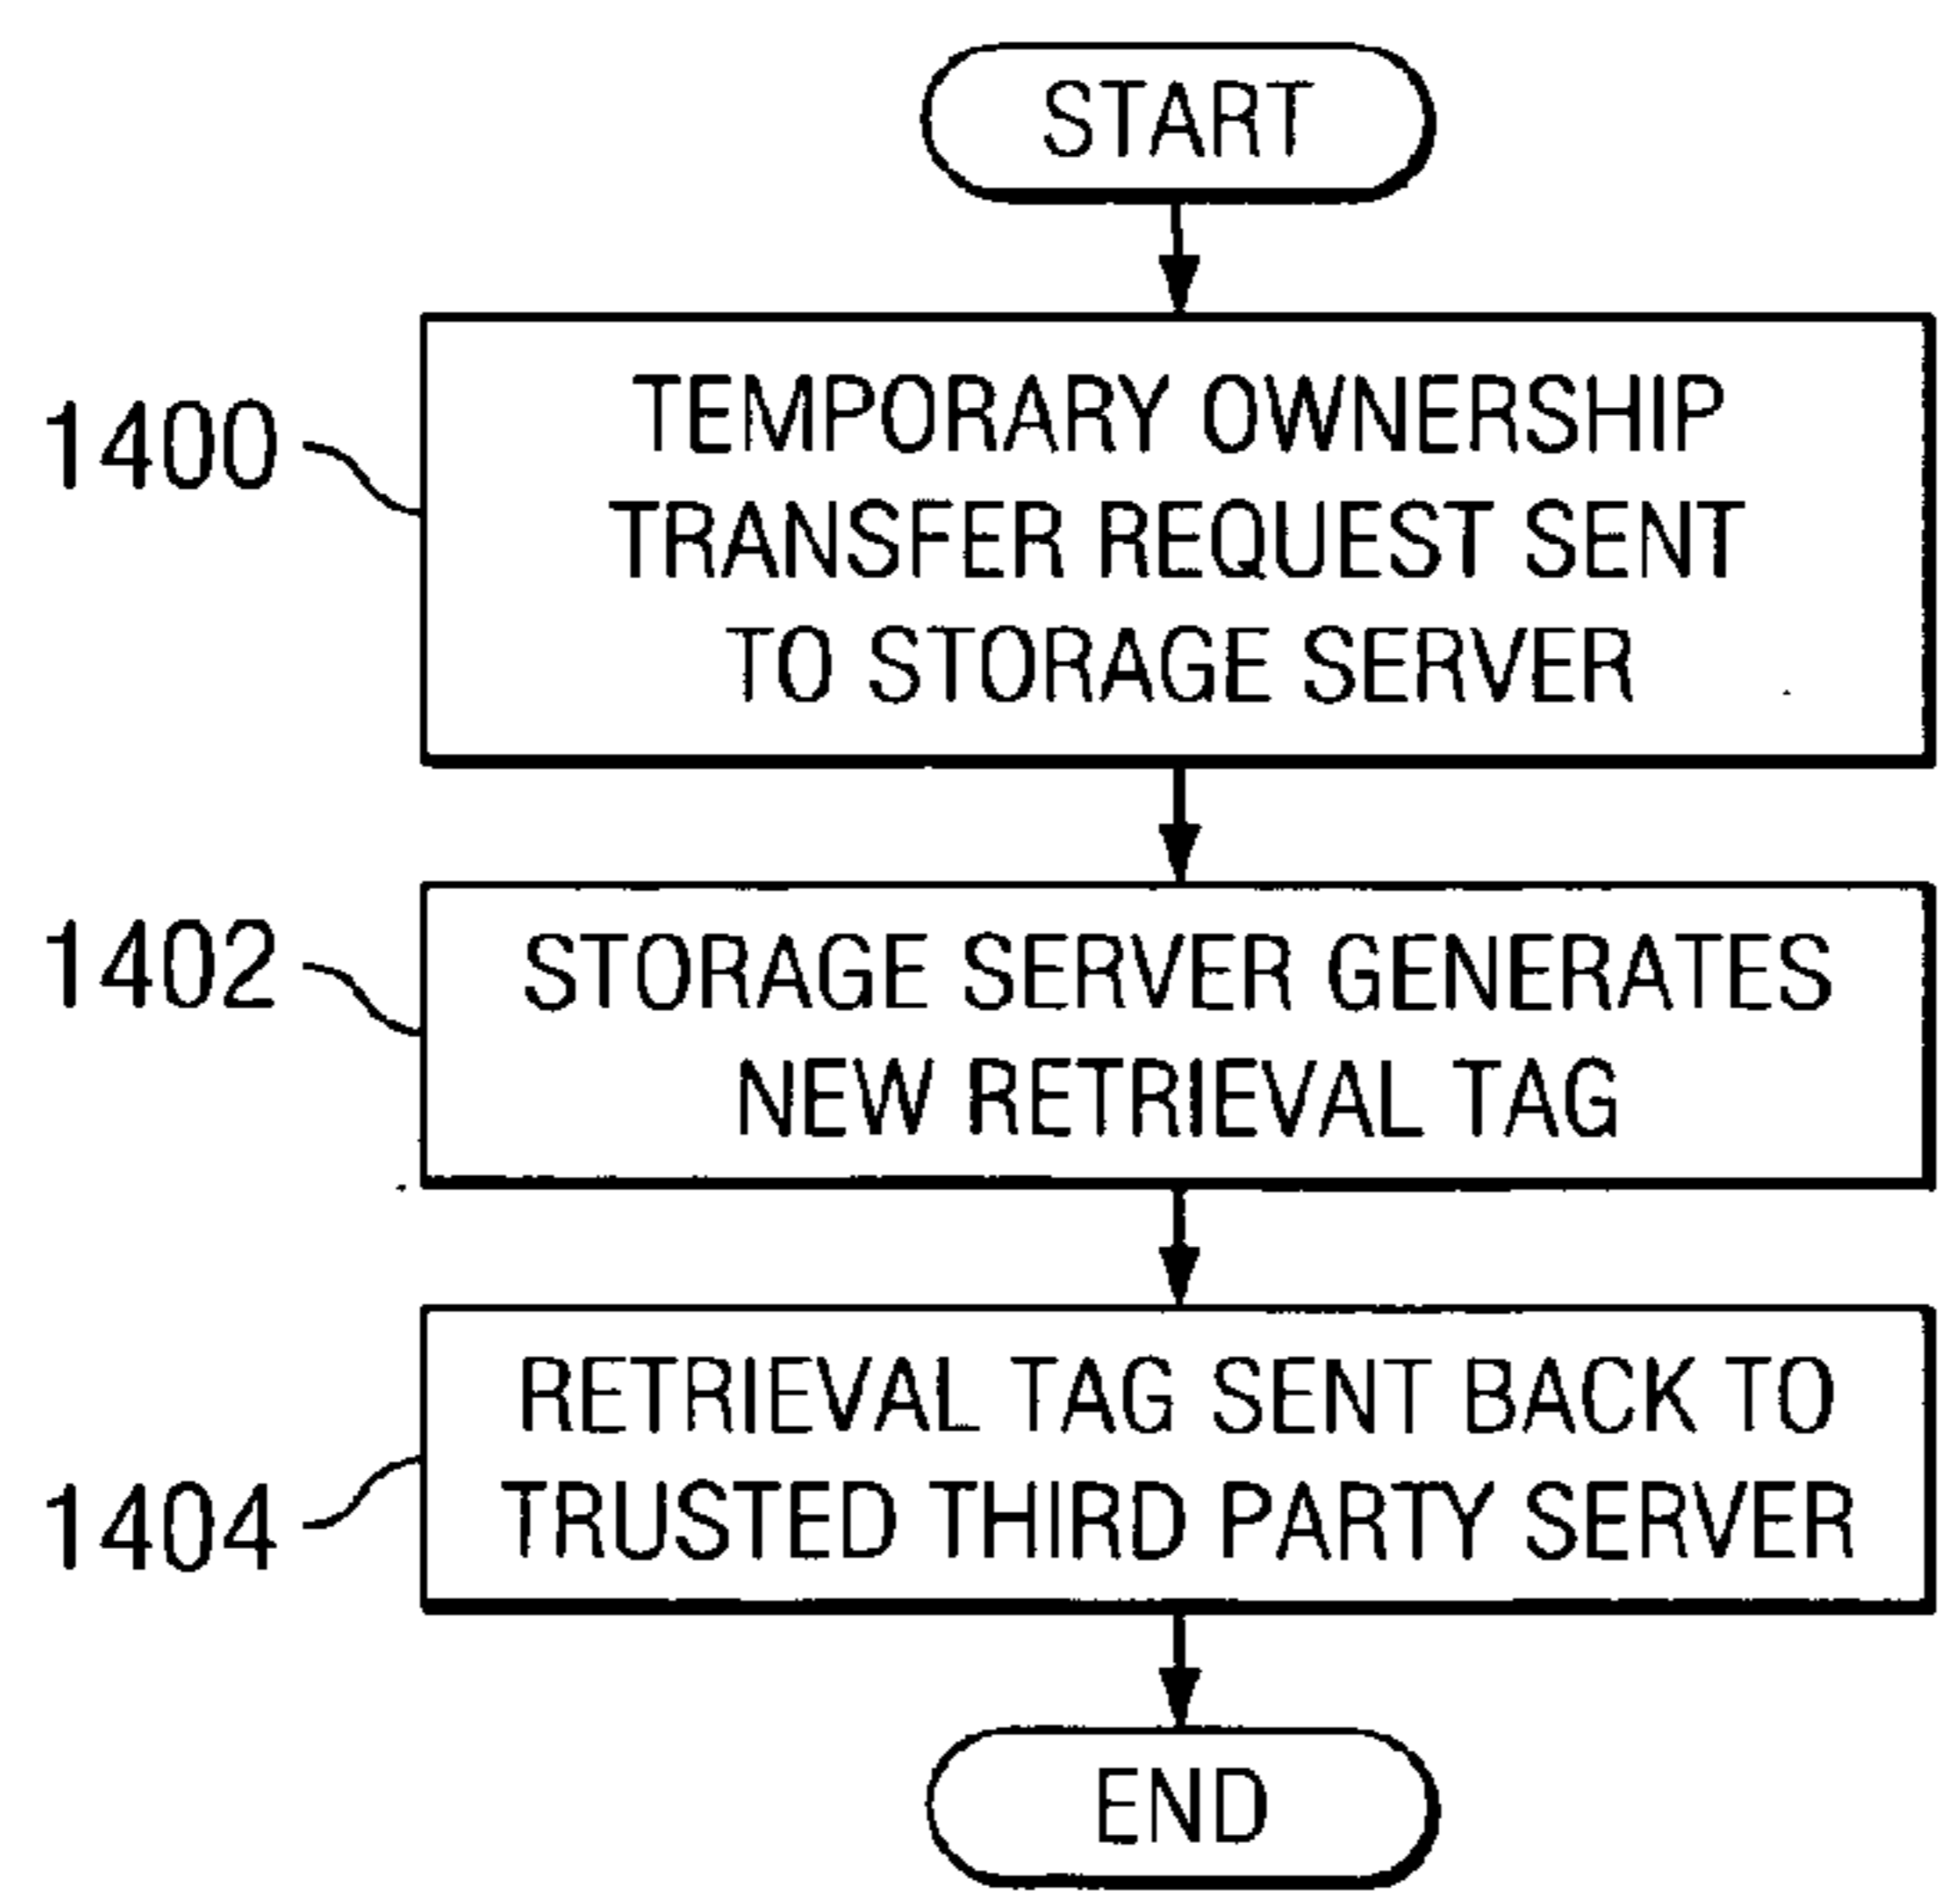 START
1400
TEMPORARY OWNERSHIP
TRANSFER REQUEST SENT
TO STORAGE SERVER
1402
STORAGE SERVER GENERATES
NEW RETRIEVAL TAG
1404
RETRIEVAL TAG SENT BACK TO
TRUSTED THIRD PARTY SERVER
END